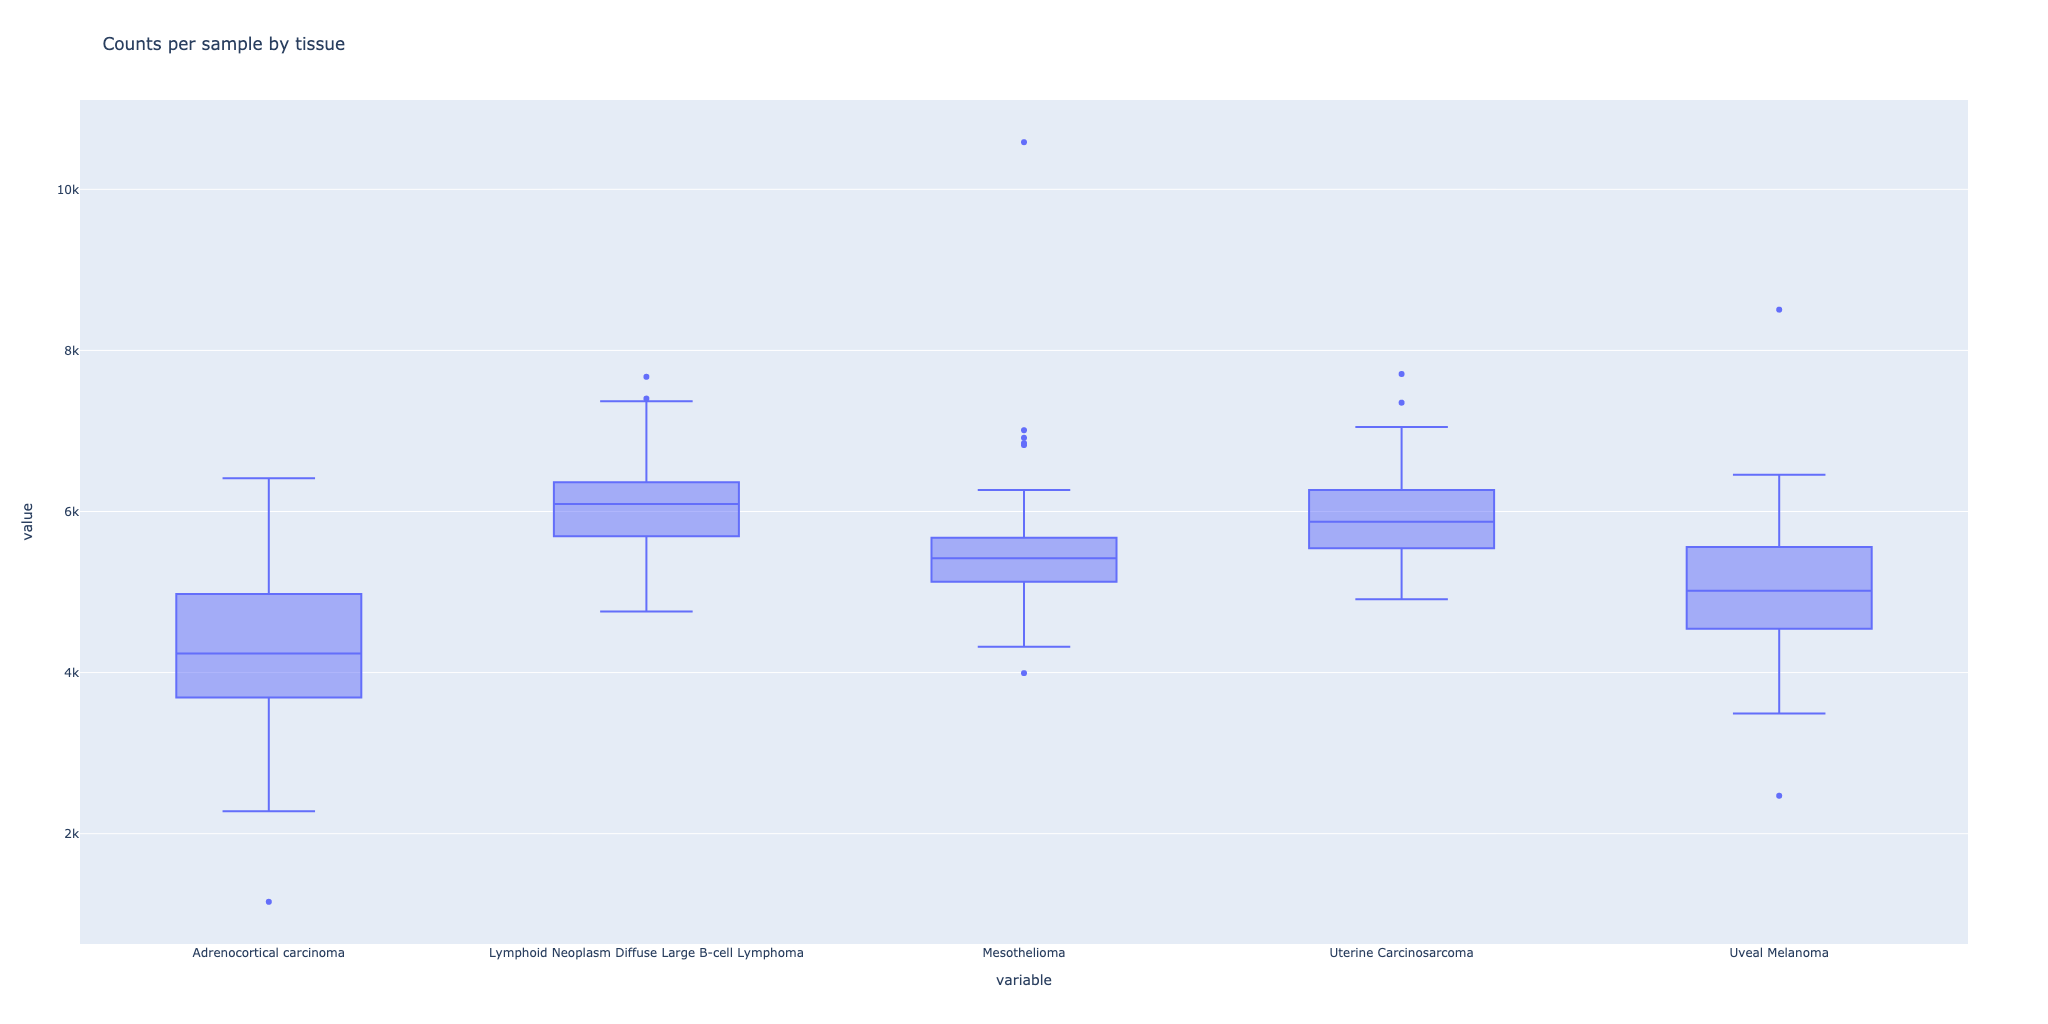 Counts per sample by tissue
10k
8k
6k
4k
2k
value
Adrenocortical carcinoma
Lymphoid Neoplasm Diffuse Large B-cell Lymphoma
Mesothelioma
Uterine Carcinosarcoma
Uveal Melanoma
variable